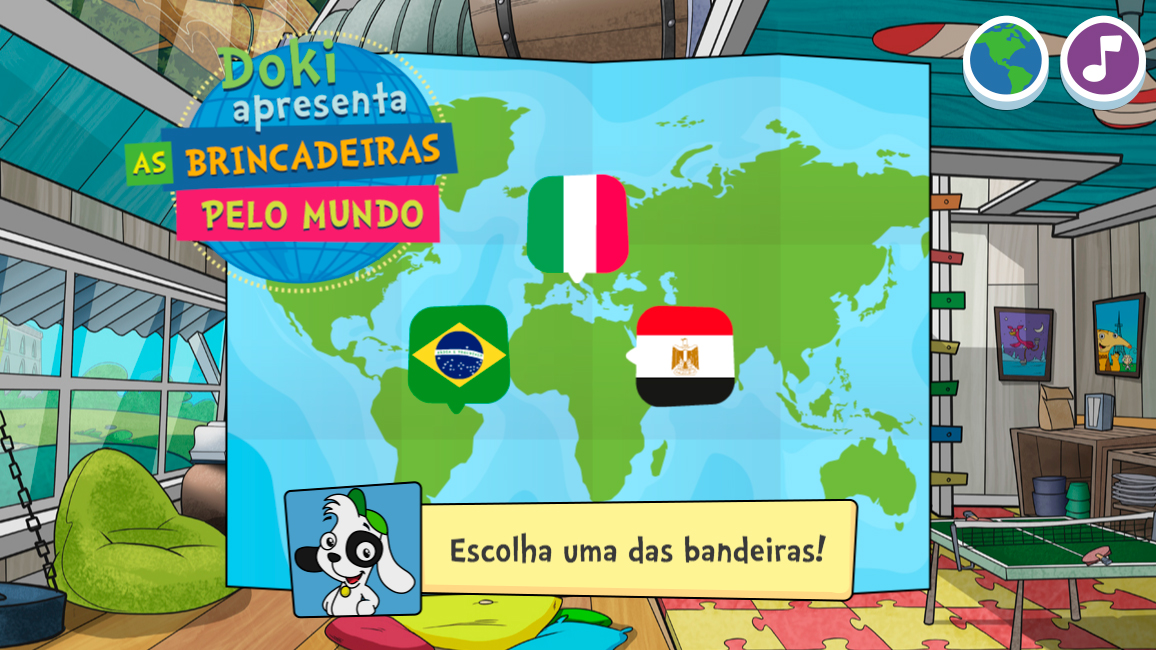 Doki
apresenta
AS BRINCADEIRAS
PELO MUNDO
Escolha uma das bandeiras!